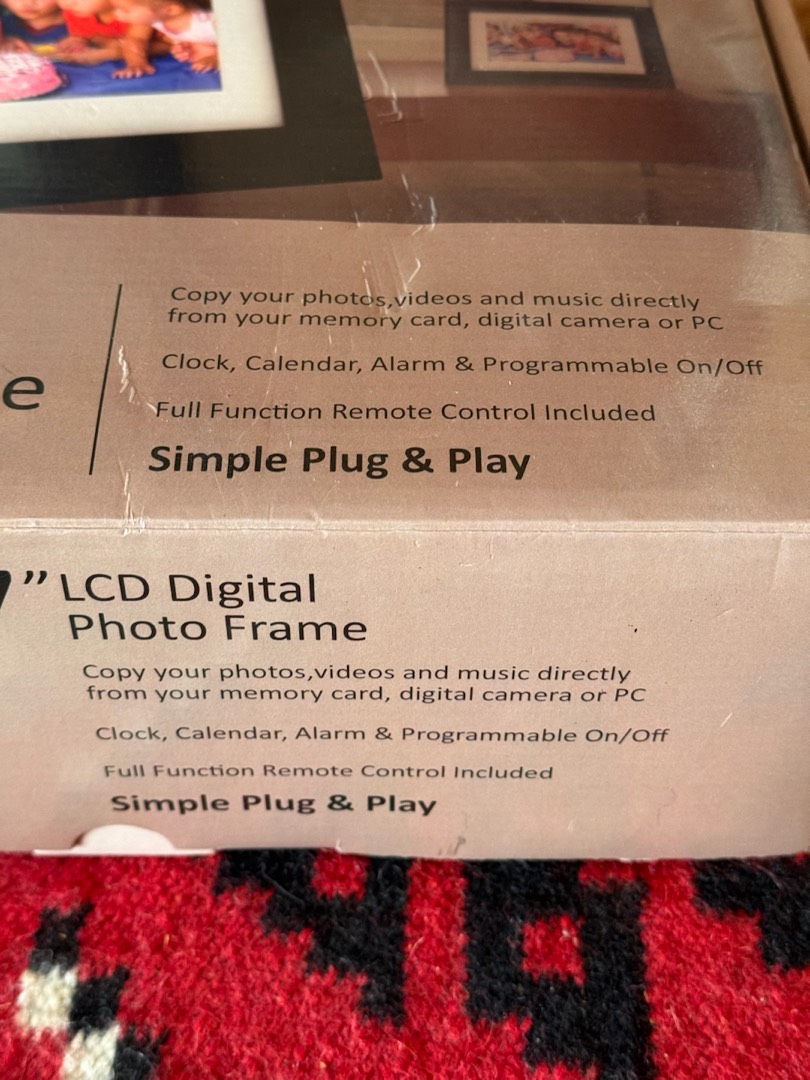 e
Copy your photos,videos and music directly
from your memory card, digital camera or PC
Clock, Calendar, Alarm & Programmable On/Off
Full Function Remote Control Included
Simple Plug & Play
” LCD Digital
Photo Frame
Copy your photos,videos and music directly
from your memory card, digital camera or PC
Clock, Calendar, Alarm & Programmable On/Off
Full Function Remote Control Included
Simple Plug & Play